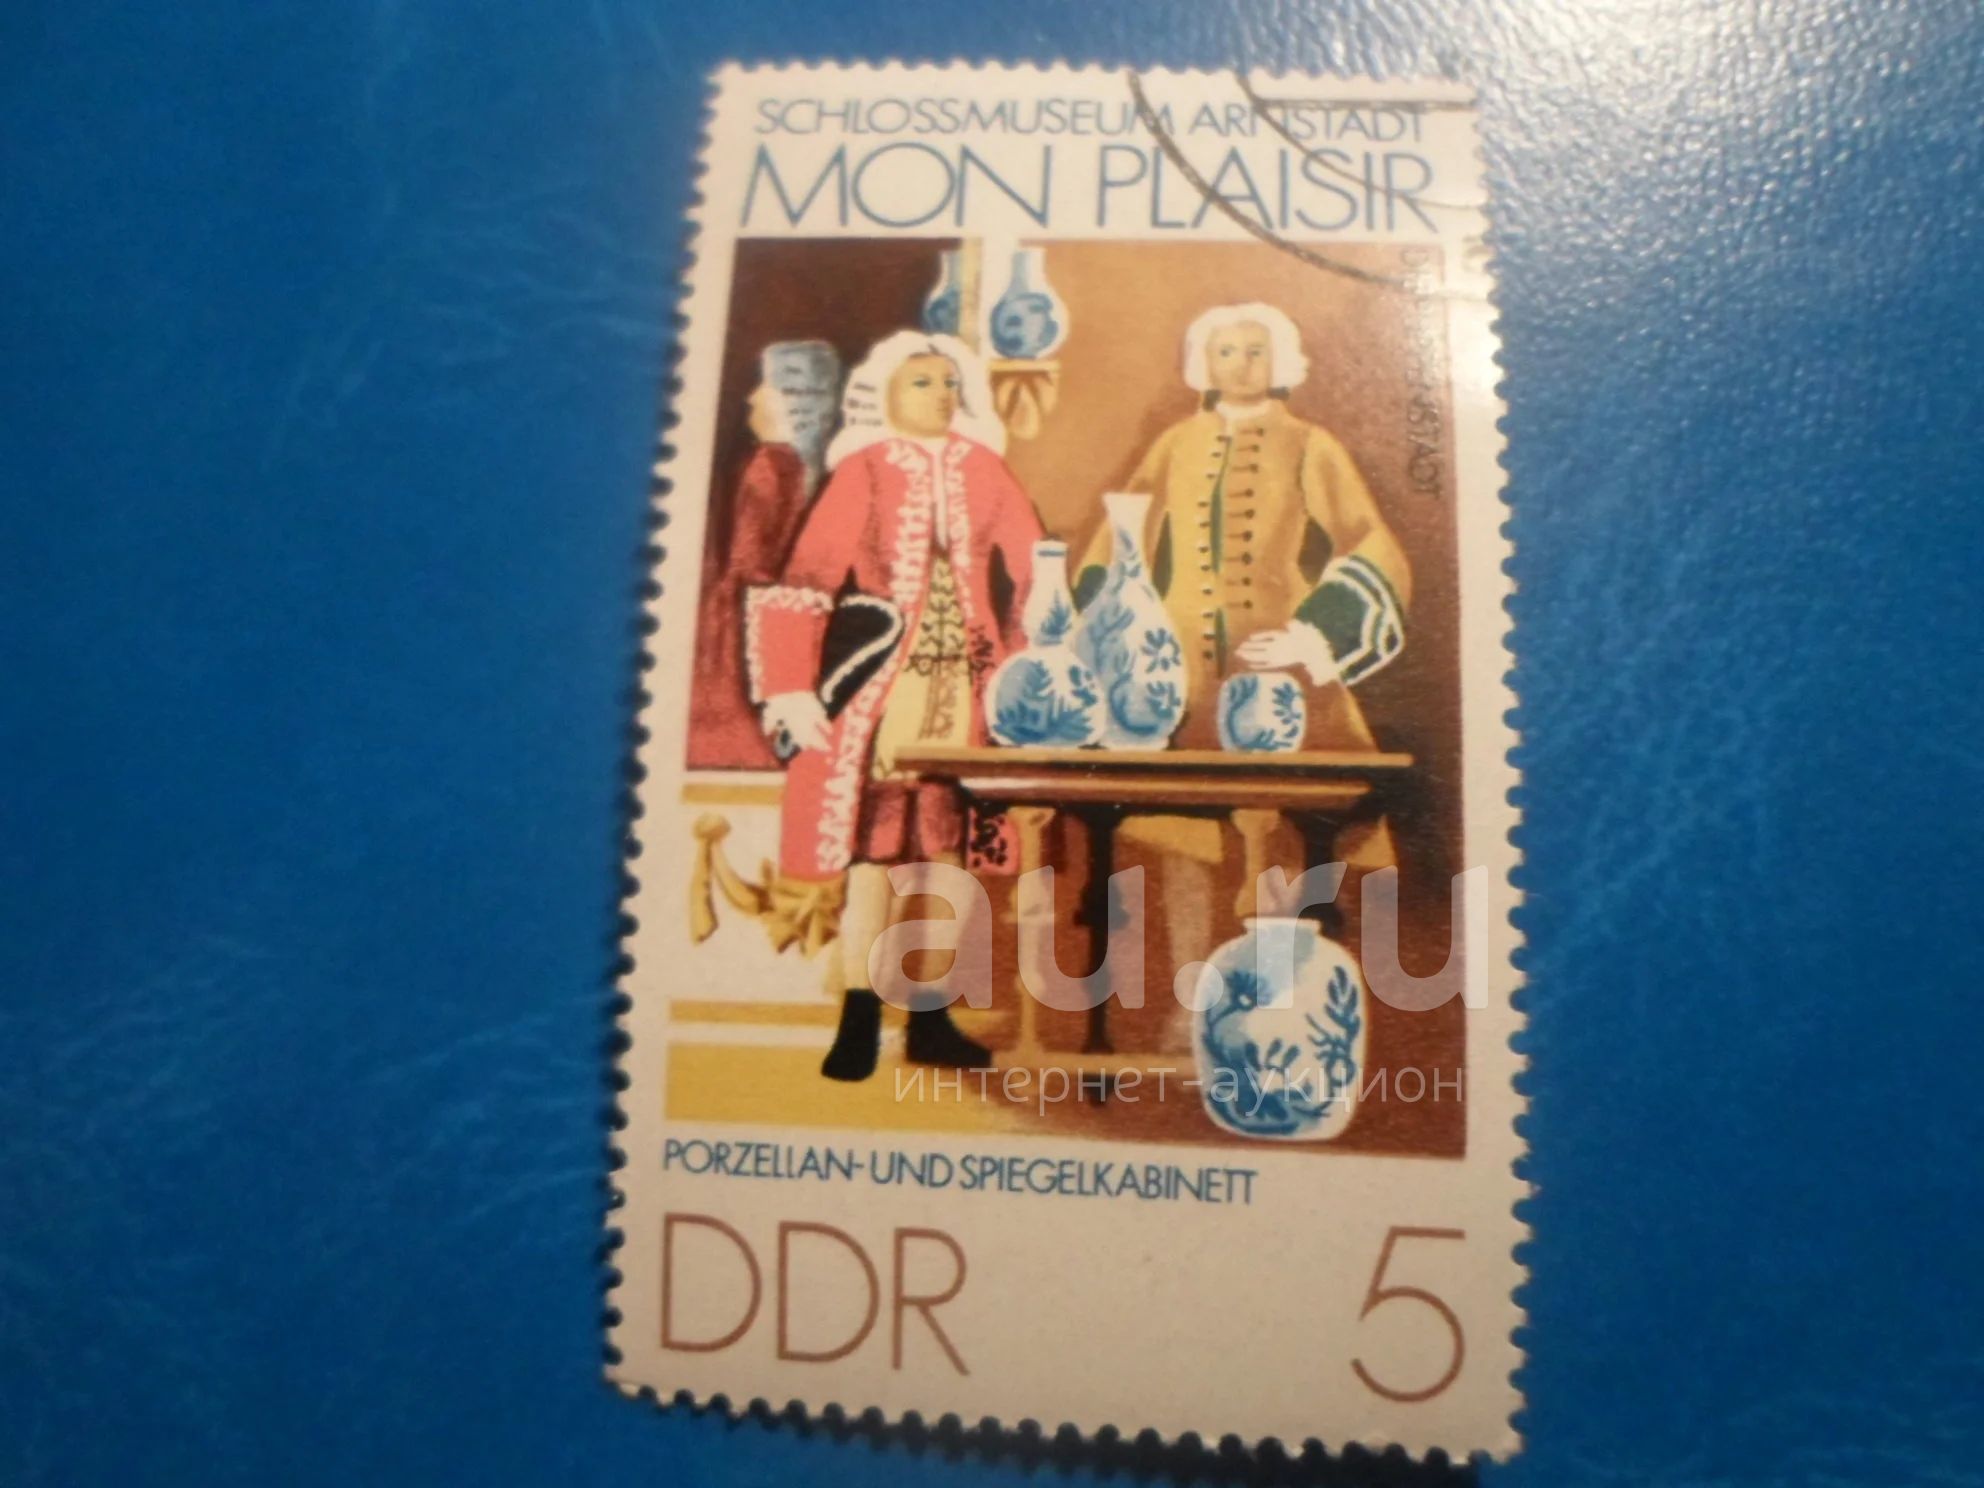 SCHLOSSMUSEUM ARNSTADT
MON PLAISIR
PORZELLAN- UND SPIEGELKABINETT
DDR 5
au.ru
интернет-аукцион